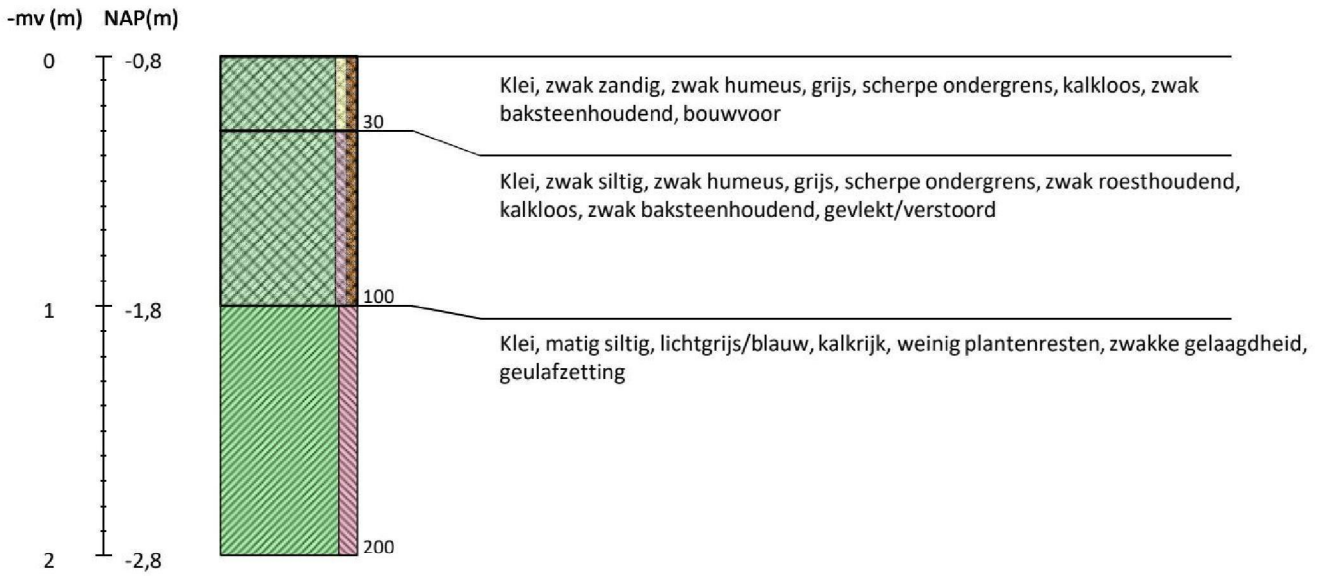 -mv (m) NAP(m)
0 -0,8
Klei, zwak zandig, zwak humeus, grijs, scherpe ondergrens, kalkloos, zwak
baksteenhoudend, bouwvoor
30
Klei, zwak siltig, zwak humeus, grijs, scherpe ondergrens, zwak roesthoudend,
kalkloos, zwak baksteenhoudend, gevlekt/verstoord
100
1 -1,8
Klei, matig siltig, lichtgrijs/blauw, kalkrijk, weinig plantenresten, zwakke gelaagdheid,
geulafzetting
200
2 -2,8